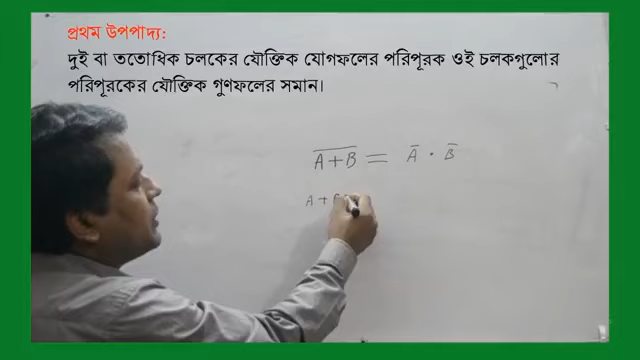 প্রথম উপপাদ্য:
দুই বা ততোধিক চলকের যৌক্তিক যোগফলের পরিপূরক ওই চলকগুলোর
পরিপূরকের যৌক্তিক গুণফলের সমান।
A̅+̅B̅ = A̅ · B̅
A +